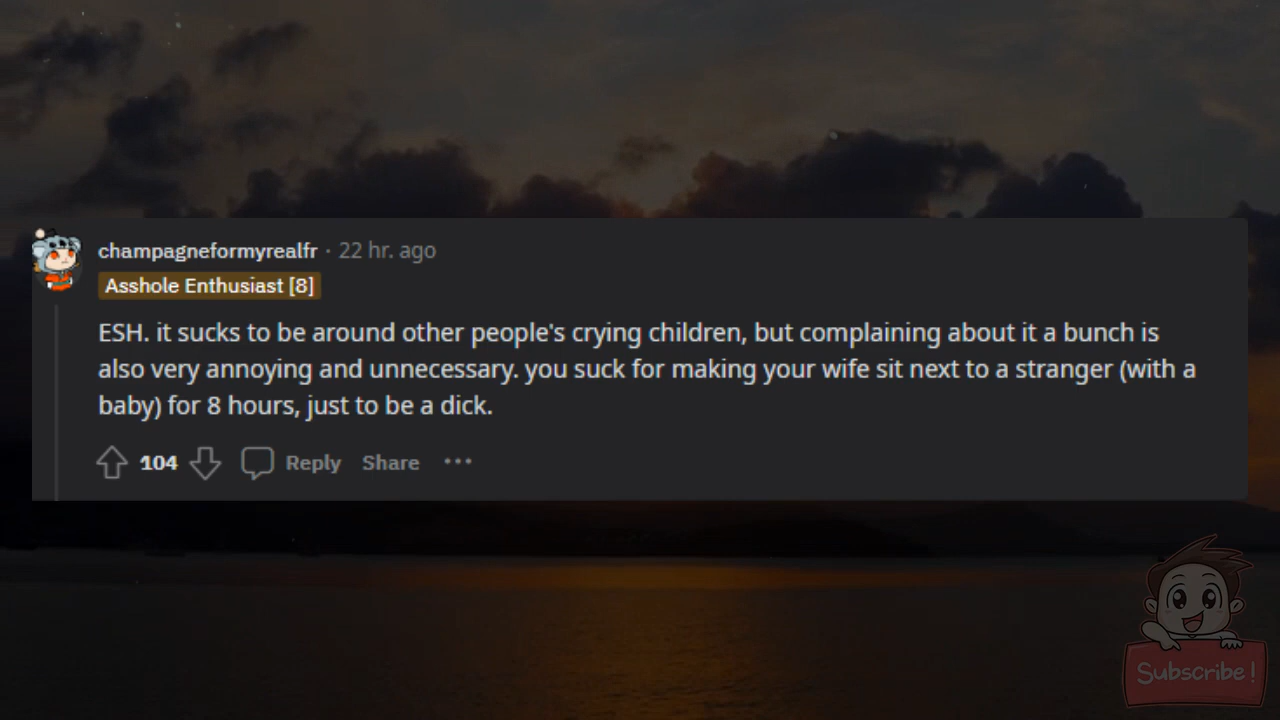 champagneformyrealfr · 22 hr. ago
Asshole Enthusiast [8]
ESH. it sucks to be around other people's crying children, but complaining about it a bunch is
also very annoying and unnecessary. you suck for making your wife sit next to a stranger (with a
baby) for 8 hours, just to be a dick.
104 Reply Share ···
Subscribe!